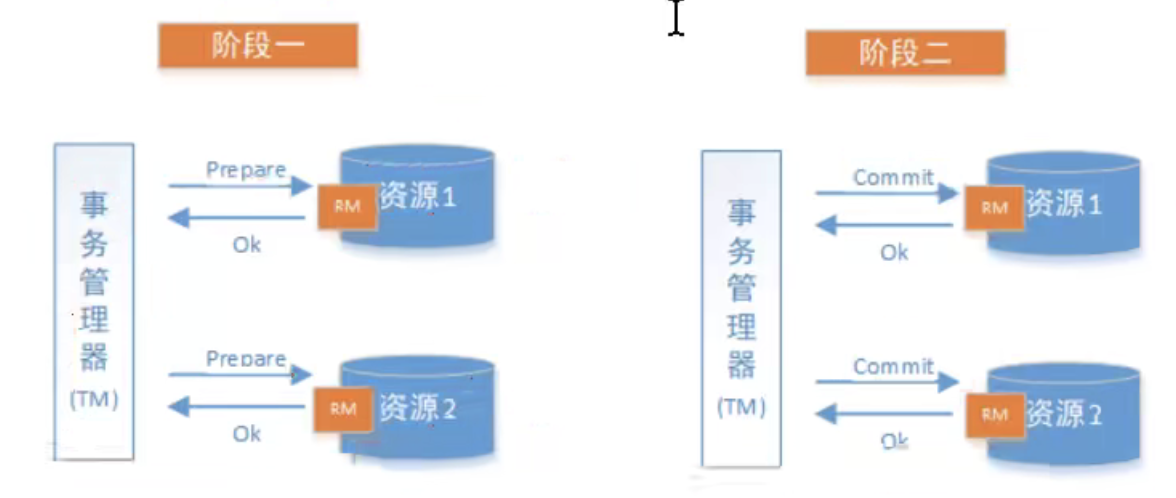 阶段一
Prepare
RM
资源1
Ok
事务管理器
(TM)
Prepare
RM
资源2
Ok
阶段二
Commit
RM
资源1
Ok
事务管理器
(TM)
Commit
RM
资源2
Ok